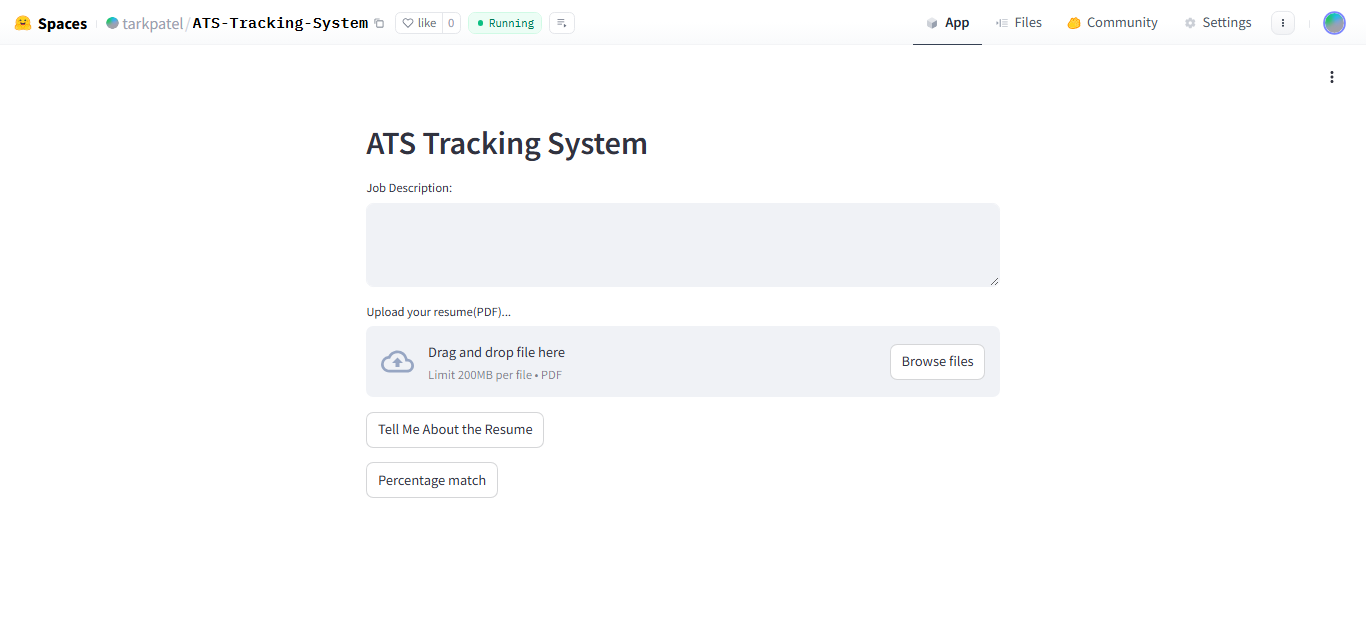 Spaces tarkpatel/ATS-Tracking-System like 0 Running App Files Community Settings
ATS Tracking System
Job Description:
Upload your resume(PDF)...
Drag and drop file here
Limit 200MB per file • PDF
Browse files
Tell Me About the Resume
Percentage match